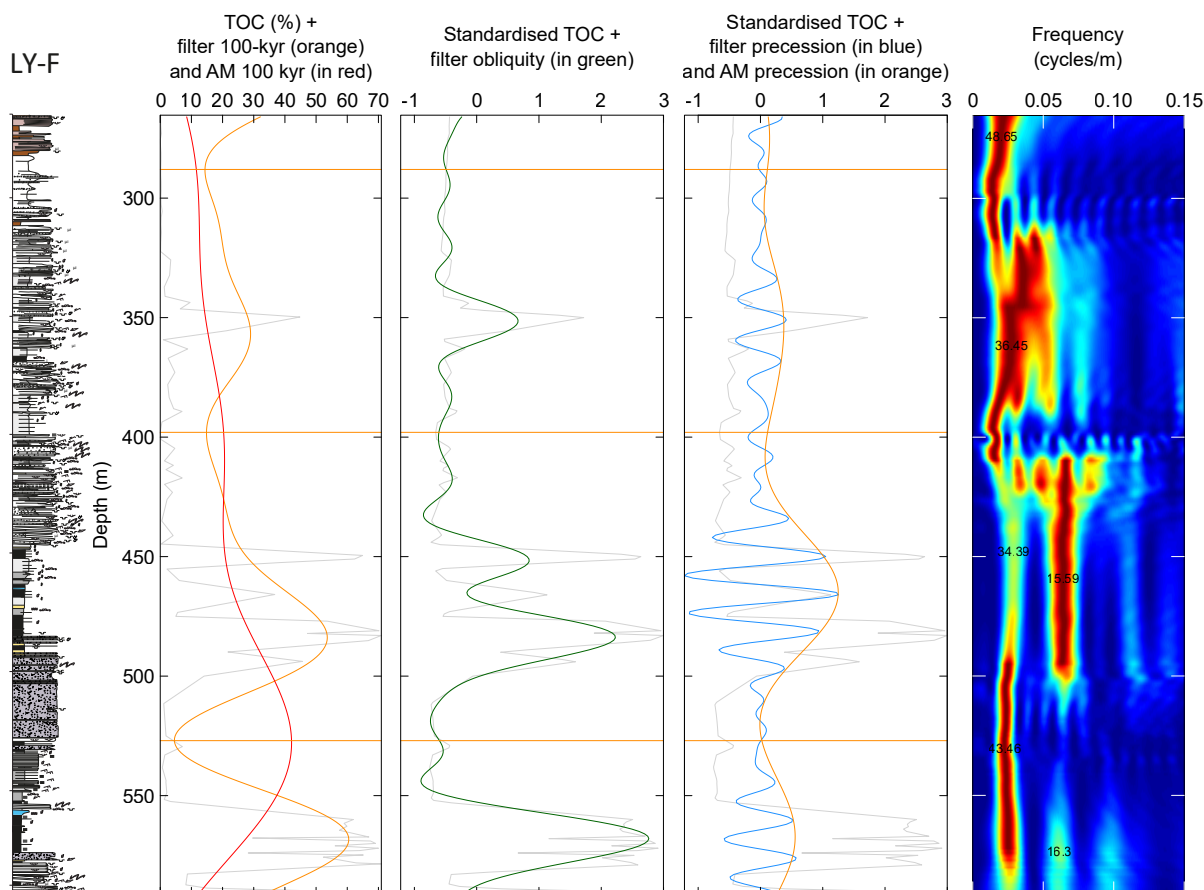 LY-F
TOC (%) +
filter 100-kyr (orange)
and AM 100 kyr (in red)
Standardised TOC +
filter obliquity (in green)
Standardised TOC +
filter precession (in blue)
and AM precession (in orange)
Frequency
(cycles/m)
0 10 20 30 40 50 60 70
-1 0 1 2 3
-1 0 1 2 3
0 0.05 0.10 0.15
Depth (m)
300
350
400
450
500
550
48.65
36.45
34.39
15.59
43.46
16.3